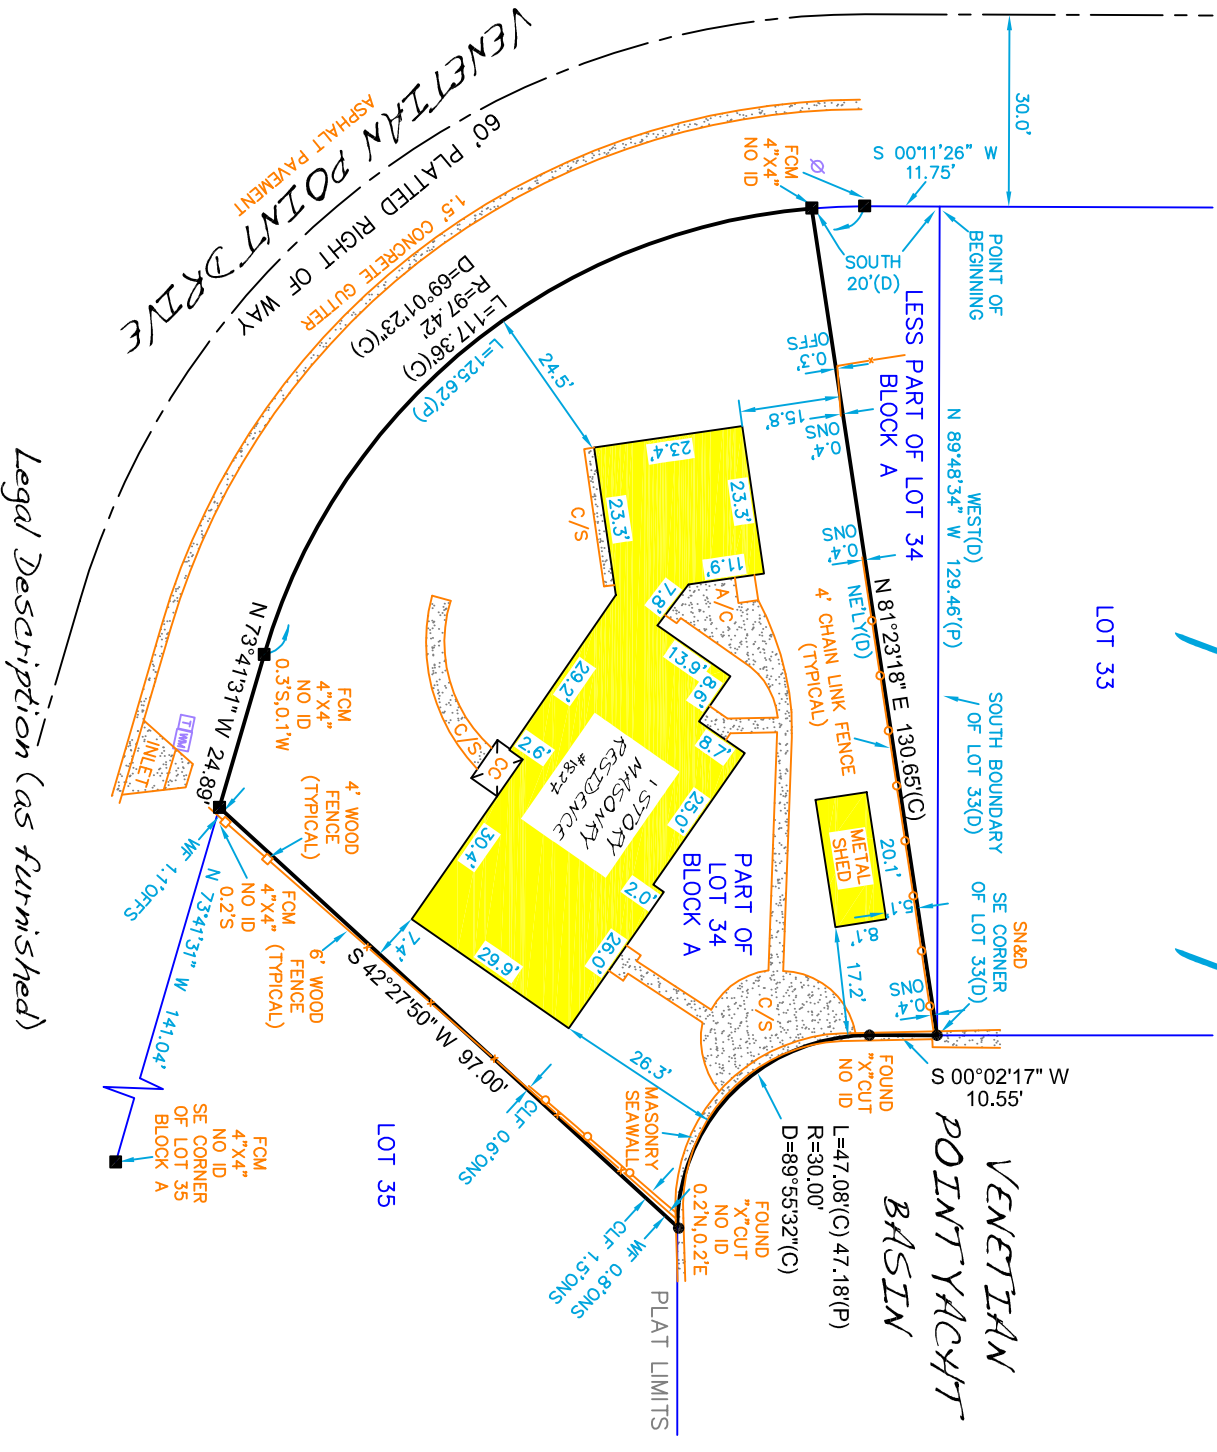 VENETIAN POINT DRIVE
ASPHALT PAVEMENT
60' PLATTED RIGHT OF WAY
1.5' CONCRETE GUTTER
30.0'
S 00°11'26" W
11.75'
FCM
4"X4"
NO ID
Ø
POINT OF
BEGINNING
SOUTH
20'(D)
LESS PART OF LOT 34
BLOCK A
WEST(D)
N 89°48'34" W 129.46'(P)
LOT 33
SOUTH BOUNDARY
OF LOT 33(D)
SN&D
SE CORNER
OF LOT 33(D)
0.3'
OFFS
0.4'
ONS
15.8'
0.4'
ONS
NE'LY(D)
N 81°23'18" E 130.65'(C)
4' CHAIN LINK FENCE
(TYPICAL)
L=117.36'(C)
R=97.42'
D=69°01'23"(C)
L=125.62'(P)
24.5'
23.4'
23.3'
23.3'
11.9'
C/S
A/C
7.8'
13.9'
8.6'
8.7'
25.0'
2.0'
26.0'
29.9'
30.4'
2.6'
29.2'
1 STORY
MASONRY
RESIDENCE
#1827
CC
C/S
METAL
SHED
20.1'
8.1'
5.1'
17.2'
0.4'
ONS
PART OF
LOT 34
BLOCK A
C/S
S 00°02'17" W
10.55'
FOUND
"X"CUT
NO ID
VENETIAN
POINT YACHT
BASIN
L=47.08'(C) 47.18'(P)
R=30.00'
D=89°55'32"(C)
26.3'
MASONRY
SEAWALL
FOUND
"X"CUT
NO ID
0.2'N,0.2'E
WF 0.8'ONS
CLF 1.5'ONS
CLF 0.6'ONS
PLAT LIMITS
7.4'
S 42°27'50" W 97.00'
N 73°41'31" W 24.89'
FCM
4"X4"
NO ID
0.3'S,0.1'W
4' WOOD
FENCE
(TYPICAL)
T WM
INLET
FCM
4"X4"
NO ID
0.2'S
6' WOOD
FENCE
(TYPICAL)
WF 1.1'OFFS
N 73°41'31" W 141.04'
LOT 35
FCM
4"X4"
NO ID
SE CORNER
OF LOT 35
BLOCK A
Legal Description (as furnished)